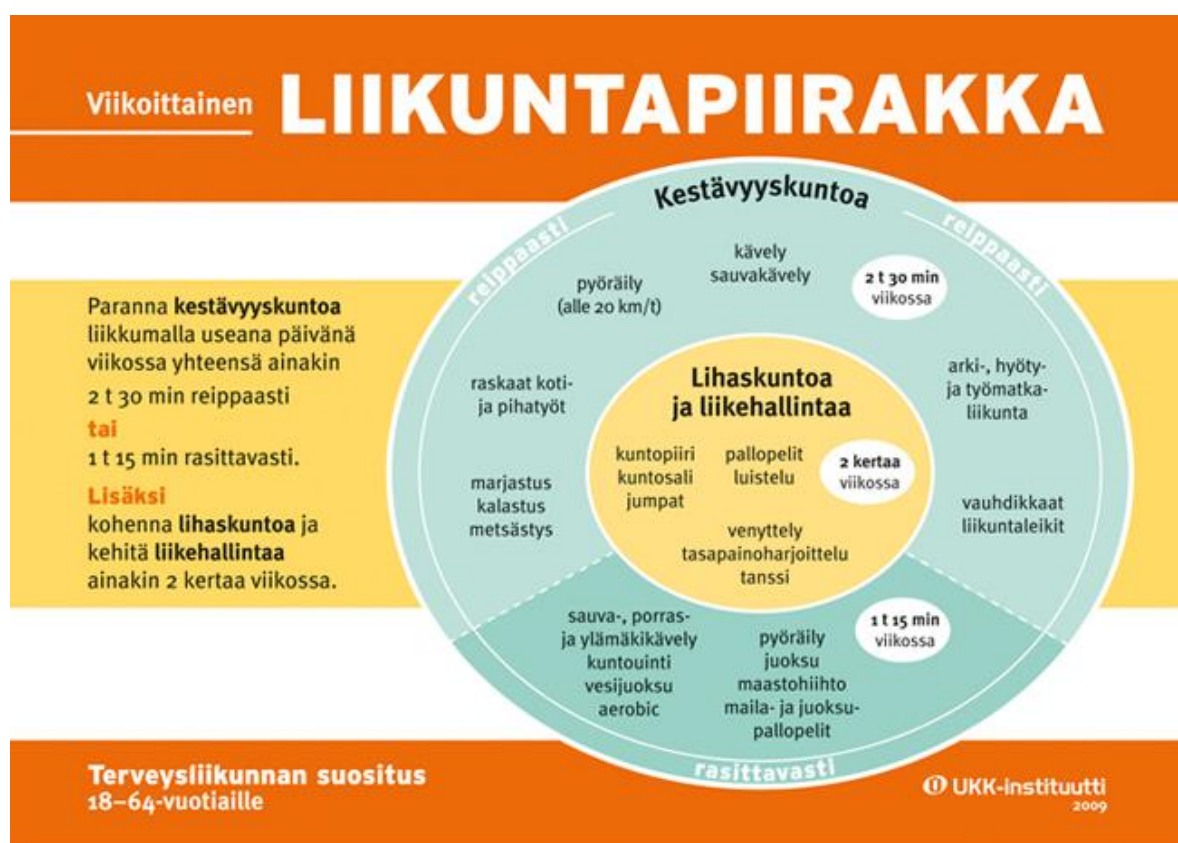 Viikoittainen LIIKUNTAPIIRAKKA
Paranna kestävyyskuntoa
liikkumalla useana päivänä
viikossa yhteensä ainakin
2 t 30 min reippaasti
tai
1 t 15 min rasittavasti.
Lisäksi
kohenna lihaskuntoa ja
kehitä liikehallintaa
ainakin 2 kertaa viikossa.
Kestävyyskuntoa
reippaasti
reippaasti
kävely
sauvakävely
2 t 30 min
viikossa
pyöräily
(alle 20 km/t)
raskaat koti-
ja pihatyöt
marjastus
kalastus
metsästys
arki-, hyöty-
ja työmatka-
liikunta
vauhdikkaat
liikuntaleikit
Lihaskuntoa
ja liikehallintaa
kuntopiiri
kuntosali
jumpat
pallopelit
luistelu
2 kertaa
viikossa
venyttely
tasapainoharjoittelu
tanssi
sauva-, porras-
ja ylämäkikävely
kuntouinti
vesijuoksu
aerobic
pyöräily
juoksu
maastohiihto
maila- ja juoksu-
pallopelit
1 t 15 min
viikossa
rasittavasti
Terveysliikunnan suositus
18–64-vuotiaille
UKK-instituutti
2009